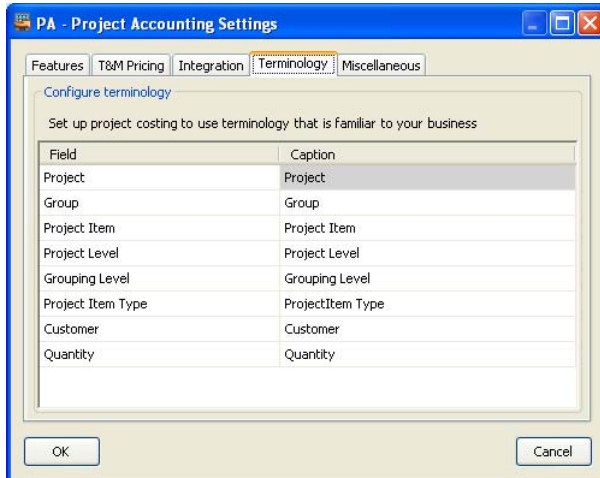 PA - Project Accounting Settings
Features T&M Pricing Integration Terminology Miscellaneous
Configure terminology
Set up project costing to use terminology that is familiar to your business
Field Caption
Project Project
Group Group
Project Item Project Item
Project Level Project Level
Grouping Level Grouping Level
Project Item Type ProjectItem Type
Customer Customer
Quantity Quantity
OK Cancel